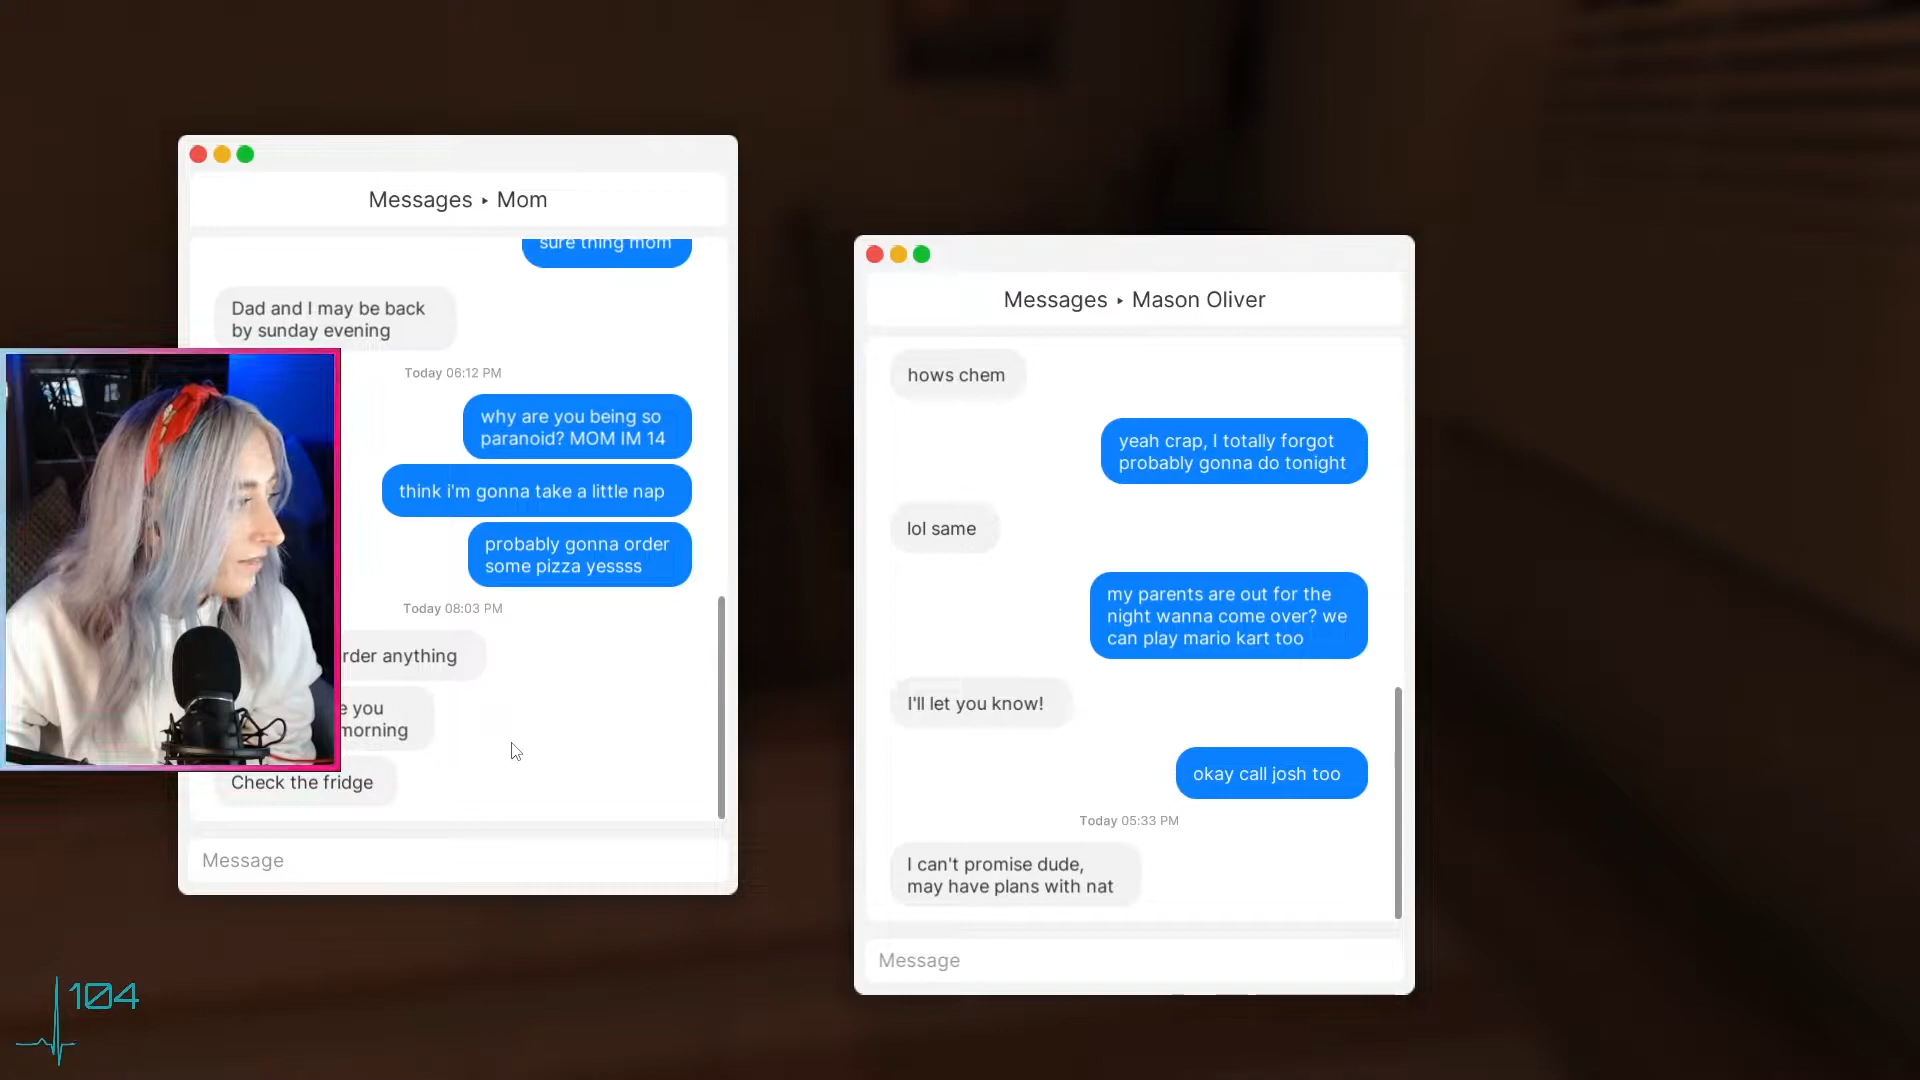 Messages ‣ Mom
sure thing mom
Dad and I may be back
by sunday evening
Today 06:12 PM
why are you being so
paranoid? MOM IM 14
think i'm gonna take a little nap
probably gonna order
some pizza yessss
Today 08:03 PM
anything
you
morning
Check the fridge
Message
Messages ‣ Mason Oliver
hows chem
yeah crap, I totally forgot
probably gonna do tonight
lol same
my parents are out for the
night wanna come over? we
can play mario kart too
I'll let you know!
okay call josh too
Today 05:33 PM
I can't promise dude,
may have plans with nat
Message
104